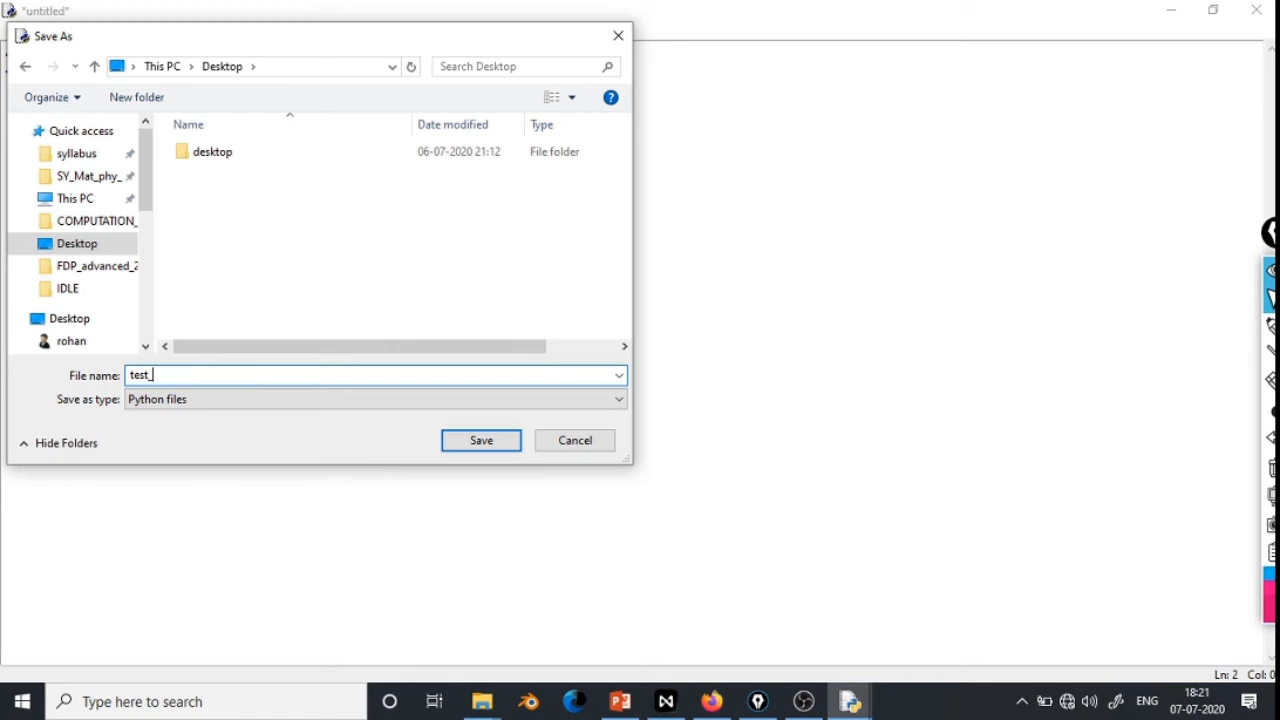 *untitled*
Save As
This PC
Desktop
Search Desktop
Organize
New folder
Name
Date modified
Type
Quick access
syllabus
SY_Mat_phy_
This PC
COMPUTATION_
Desktop
FDP_advanced_2
IDLE
Desktop
rohan
desktop
06-07-2020 21:12
File folder
File name:
test_
Save as type:
Python files
Hide Folders
Save
Cancel
Ln: 2
Col: 0
Type here to search
ENG
18:21
07-07-2020